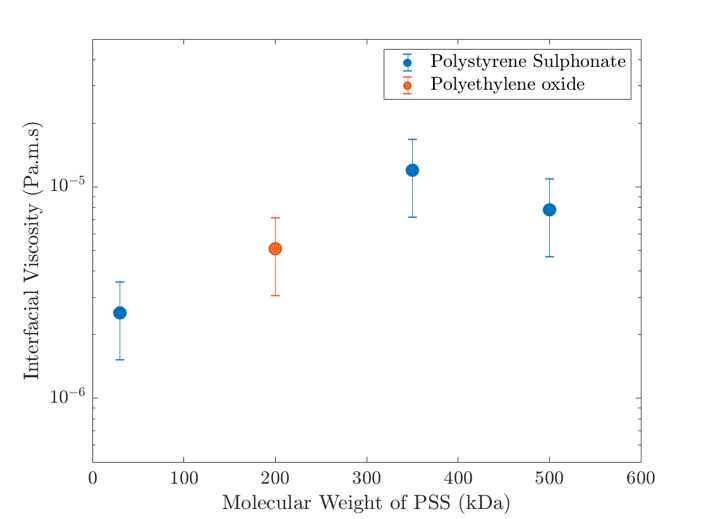 Polystyrene Sulphonate
Polyethylene oxide
Interfacial Viscosity (Pa.m.s)
10⁻⁵
10⁻⁶
0 100 200 300 400 500 600
Molecular Weight of PSS (kDa)